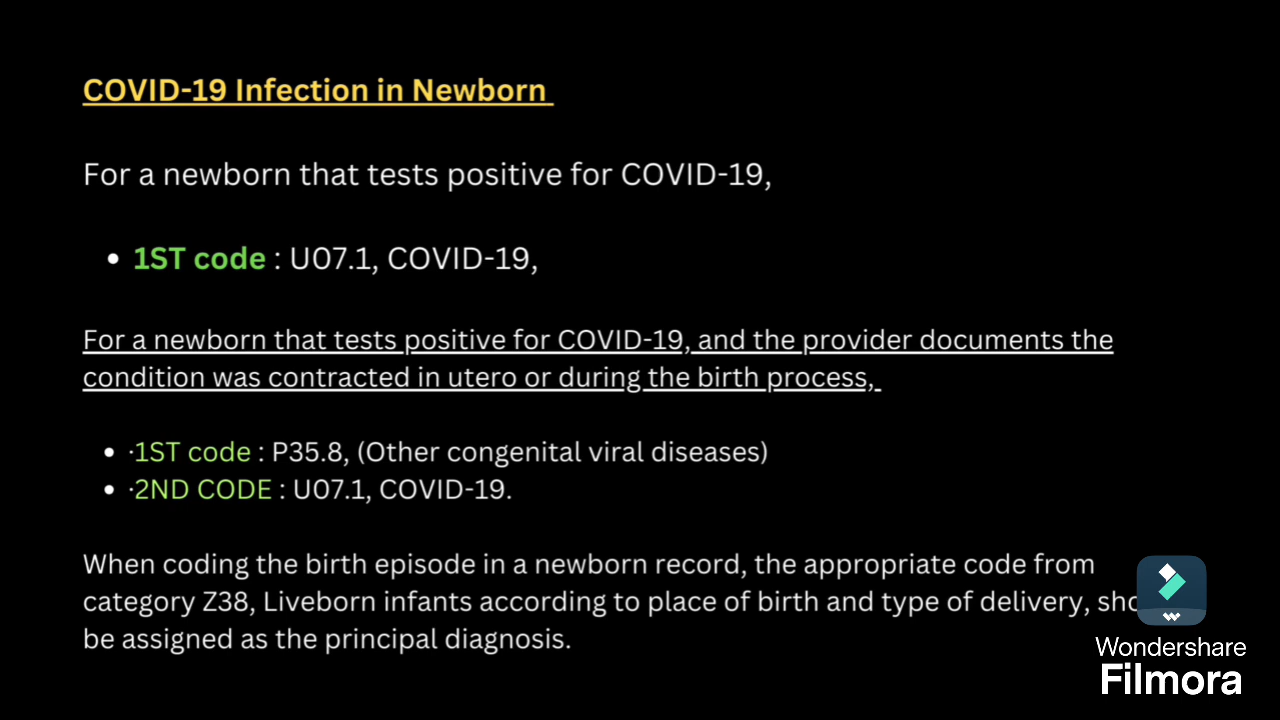 COVID-19 Infection in Newborn
For a newborn that tests positive for COVID-19,
• 1ST code : U07.1, COVID-19,
For a newborn that tests positive for COVID-19, and the provider documents the
condition was contracted in utero or during the birth process,
• ·1ST code : P35.8, (Other congenital viral diseases)
• ·2ND CODE : U07.1, COVID-19.
When coding the birth episode in a newborn record, the appropriate code from
category Z38, Liveborn infants according to place of birth and type of delivery,
be assigned as the principal diagnosis.
Wondershare
Filmora